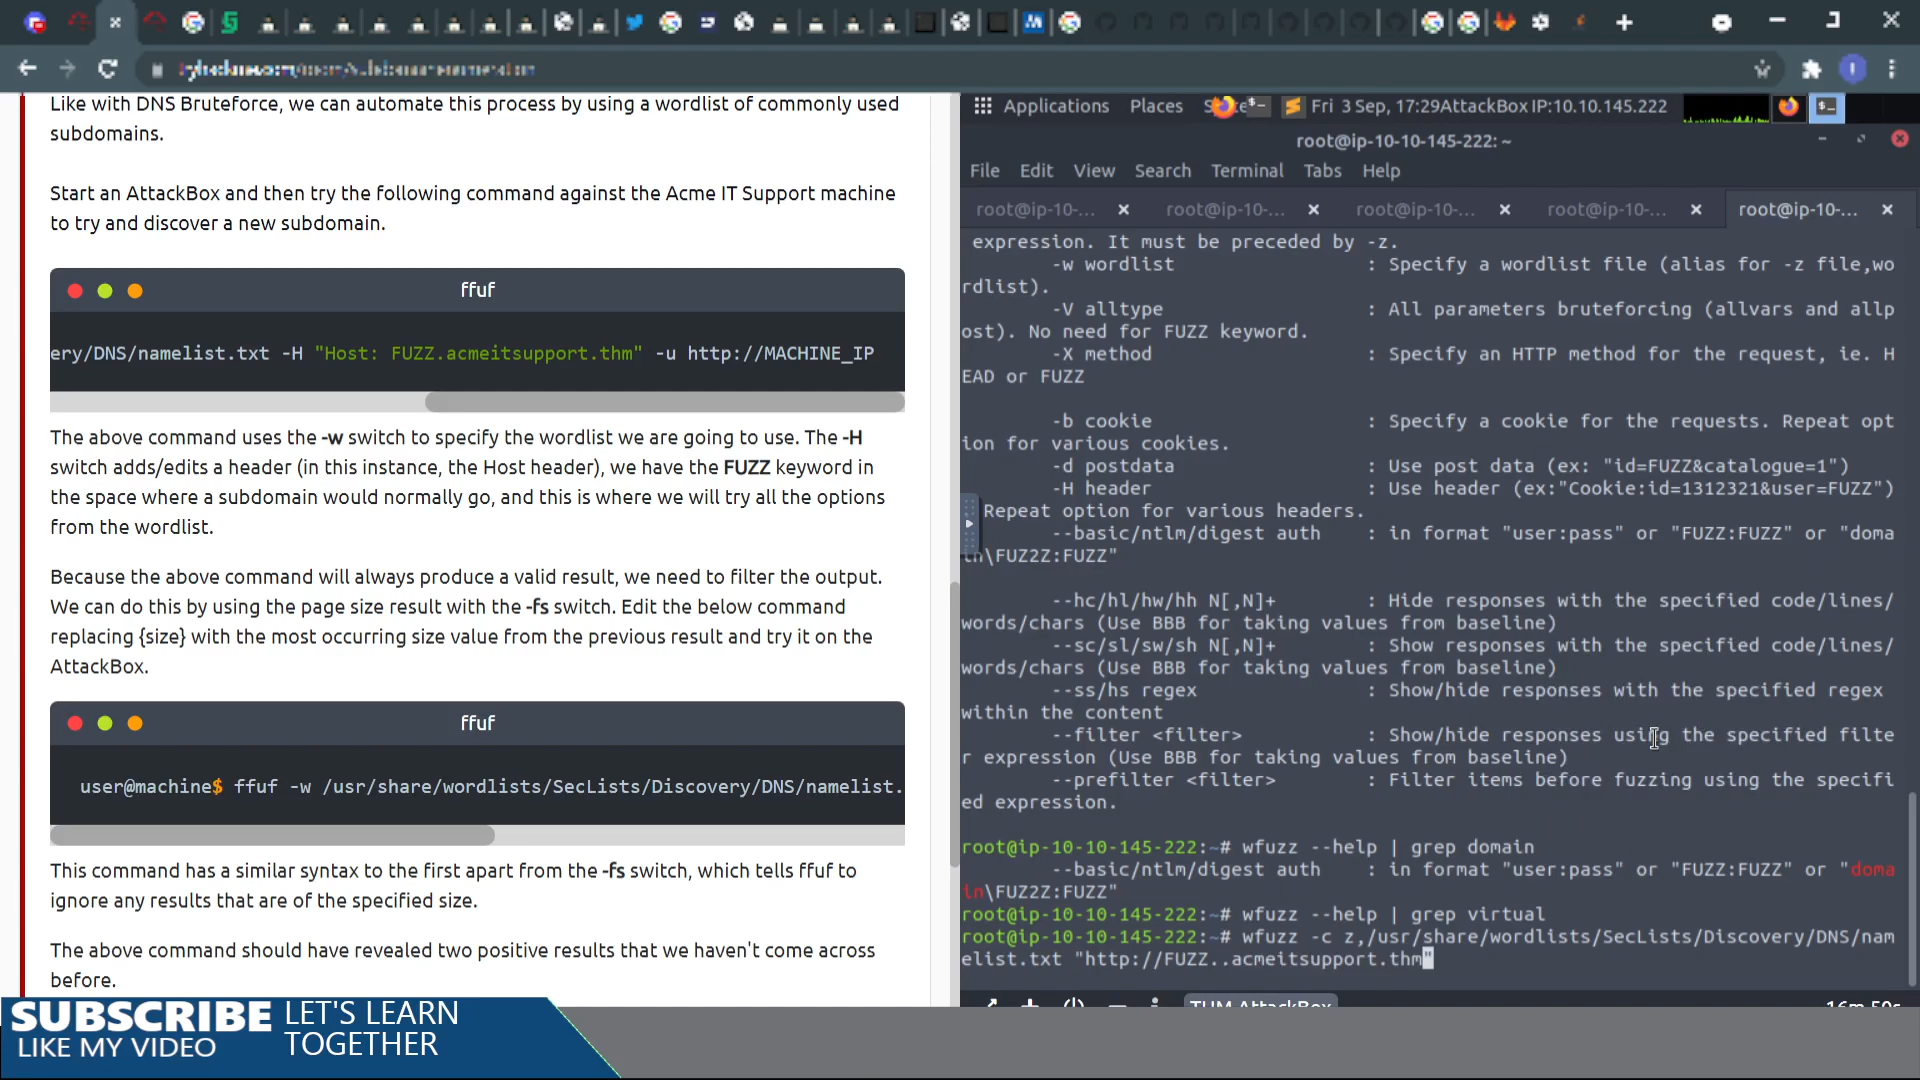 Like with DNS Bruteforce, we can automate this process by using a wordlist of commonly used
subdomains.
Start an AttackBox and then try the following command against the Acme IT Support machine
to try and discover a new subdomain.
ffuf
ery/DNS/namelist.txt -H "Host: FUZZ.acmeitsupport.thm" -u http://MACHINE_IP
The above command uses the -w switch to specify the wordlist we are going to use. The -H
switch adds/edits a header (in this instance, the Host header), we have the FUZZ keyword in
the space where a subdomain would normally go, and this is where we will try all the options
from the wordlist.
Because the above command will always produce a valid result, we need to filter the output.
We can do this by using the page size result with the -fs switch. Edit the below command
replacing {size} with the most occurring size value from the previous result and try it on the
AttackBox.
ffuf
user@machine$ ffuf -w /usr/share/wordlists/SecLists/Discovery/DNS/namelist.
This command has a similar syntax to the first apart from the -fs switch, which tells ffuf to
ignore any results that are of the specified size.
The above command should have revealed two positive results that we haven't come across
before.
SUBSCRIBE
LIKE MY VIDEO
LET'S LEARN
TOGETHER
Applications Places Fri 3 Sep, 17:29 AttackBox IP:10.10.145.222
root@ip-10-10-145-222: ~
File Edit View Search Terminal Tabs Help
root@ip-10-... root@ip-10-... root@ip-10-... root@ip-10-... root@ip-10-...
expression. It must be preceded by -z.
-w wordlist : Specify a wordlist file (alias for -z file,wo
rdlist).
-V alltype : All parameters bruteforcing (allvars and allp
ost). No need for FUZZ keyword.
-X method : Specify an HTTP method for the request, ie. H
EAD or FUZZ
-b cookie : Specify a cookie for the requests. Repeat opt
ion for various cookies.
-d postdata : Use post data (ex: "id=FUZZ&catalogue=1")
-H header : Use header (ex:"Cookie:id=1312321&user=FUZZ")
Repeat option for various headers.
--basic/ntlm/digest auth : in format "user:pass" or "FUZZ:FUZZ" or "doma
in\FUZ2Z:FUZZ"
--hc/hl/hw/hh N[,N]+ : Hide responses with the specified code/lines/
words/chars (Use BBB for taking values from baseline)
--sc/sl/sw/sh N[,N]+ : Show responses with the specified code/lines/
words/chars (Use BBB for taking values from baseline)
--ss/hs regex : Show/hide responses with the specified regex
within the content
--filter <filter> : Show/hide responses using the specified filte
r expression (Use BBB for taking values from baseline)
--prefilter <filter> : Filter items before fuzzing using the specifi
ed expression.
root@ip-10-10-145-222:~# wfuzz --help | grep domain
--basic/ntlm/digest auth : in format "user:pass" or "FUZZ:FUZZ" or "doma
in\FUZ2Z:FUZZ"
root@ip-10-10-145-222:~# wfuzz --help | grep virtual
root@ip-10-10-145-222:~# wfuzz -c z,/usr/share/wordlists/SecLists/Discovery/DNS/nam
elist.txt "http://FUZZ..acmeitsupport.thm"
THM AttackBox
16m 50s